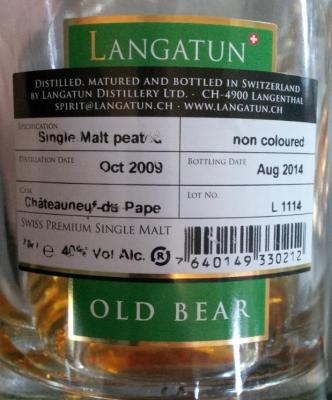 LANGATUN
DISTILLED, MATURED AND BOTTLED IN SWITZERLAND
BY LANGATUN DISTILLERY LTD. · CH-4900 LANGENTHAL
SPIRIT@LANGATUN.CH · WWW.LANGATUN.CH
SPECIFICATION
Single Malt peated
non coloured
DISTILLATION DATE
Oct 2009
BOTTLING DATE
Aug 2014
CASK
Châteauneuf-du Pape
LOT NO.
L 1114
SWISS PREMIUM SINGLE MALT
e 40% Vol Alc. ®
7 640149 330212
OLD BEAR